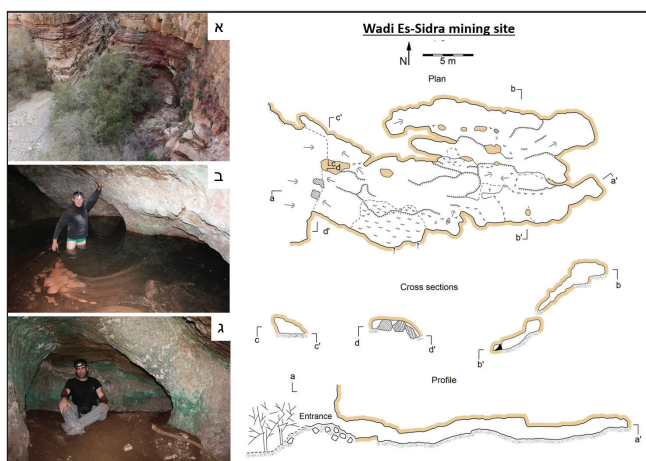 א
ב
ג
Wadi Es-Sidra mining site
N
5 m
Plan
b
c'
a'
a
d'
b'
c
d
Cross sections
b
c
c'
d
d'
b'
Profile
a
Entrance
a'